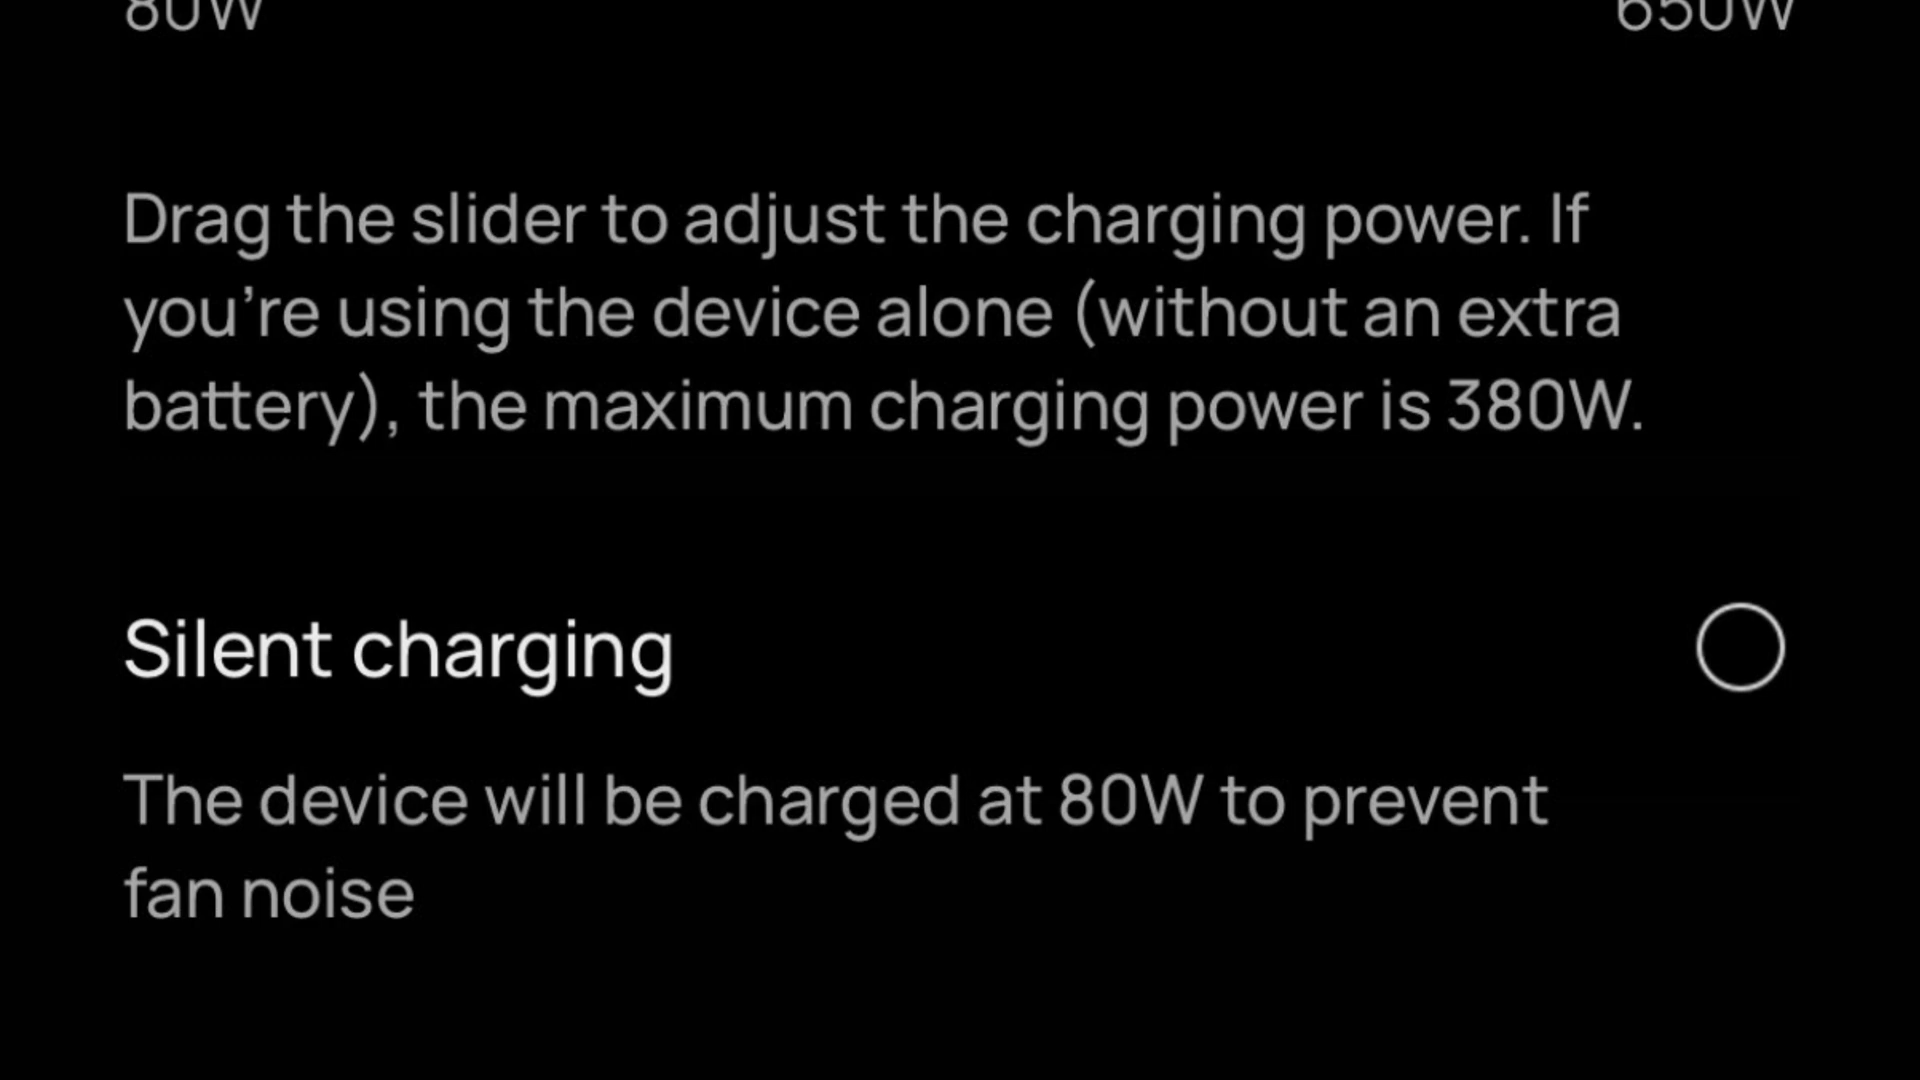 80W 650W
Drag the slider to adjust the charging power. If
you’re using the device alone (without an extra
battery), the maximum charging power is 380W.
Silent charging
The device will be charged at 80W to prevent
fan noise